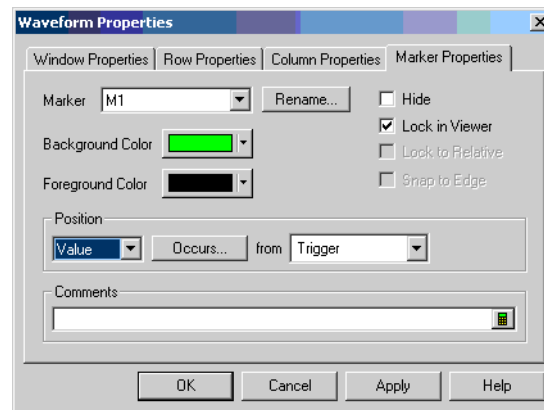 Waveform Properties
Window Properties Row Properties Column Properties Marker Properties
Marker M1 Rename... Hide
Lock in Viewer
Background Color Lock to Relative
Foreground Color Snap to Edge
Position
Value Occurs... from Trigger
Comments
OK Cancel Apply Help